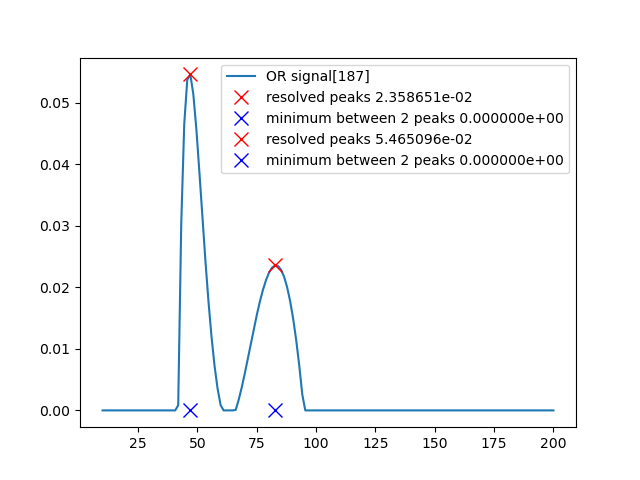 OR signal[187]
resolved peaks 2.358651e-02
minimum between 2 peaks 0.000000e+00
resolved peaks 5.465096e-02
minimum between 2 peaks 0.000000e+00
0.05
0.04
0.03
0.02
0.01
0.00
25 50 75 100 125 150 175 200